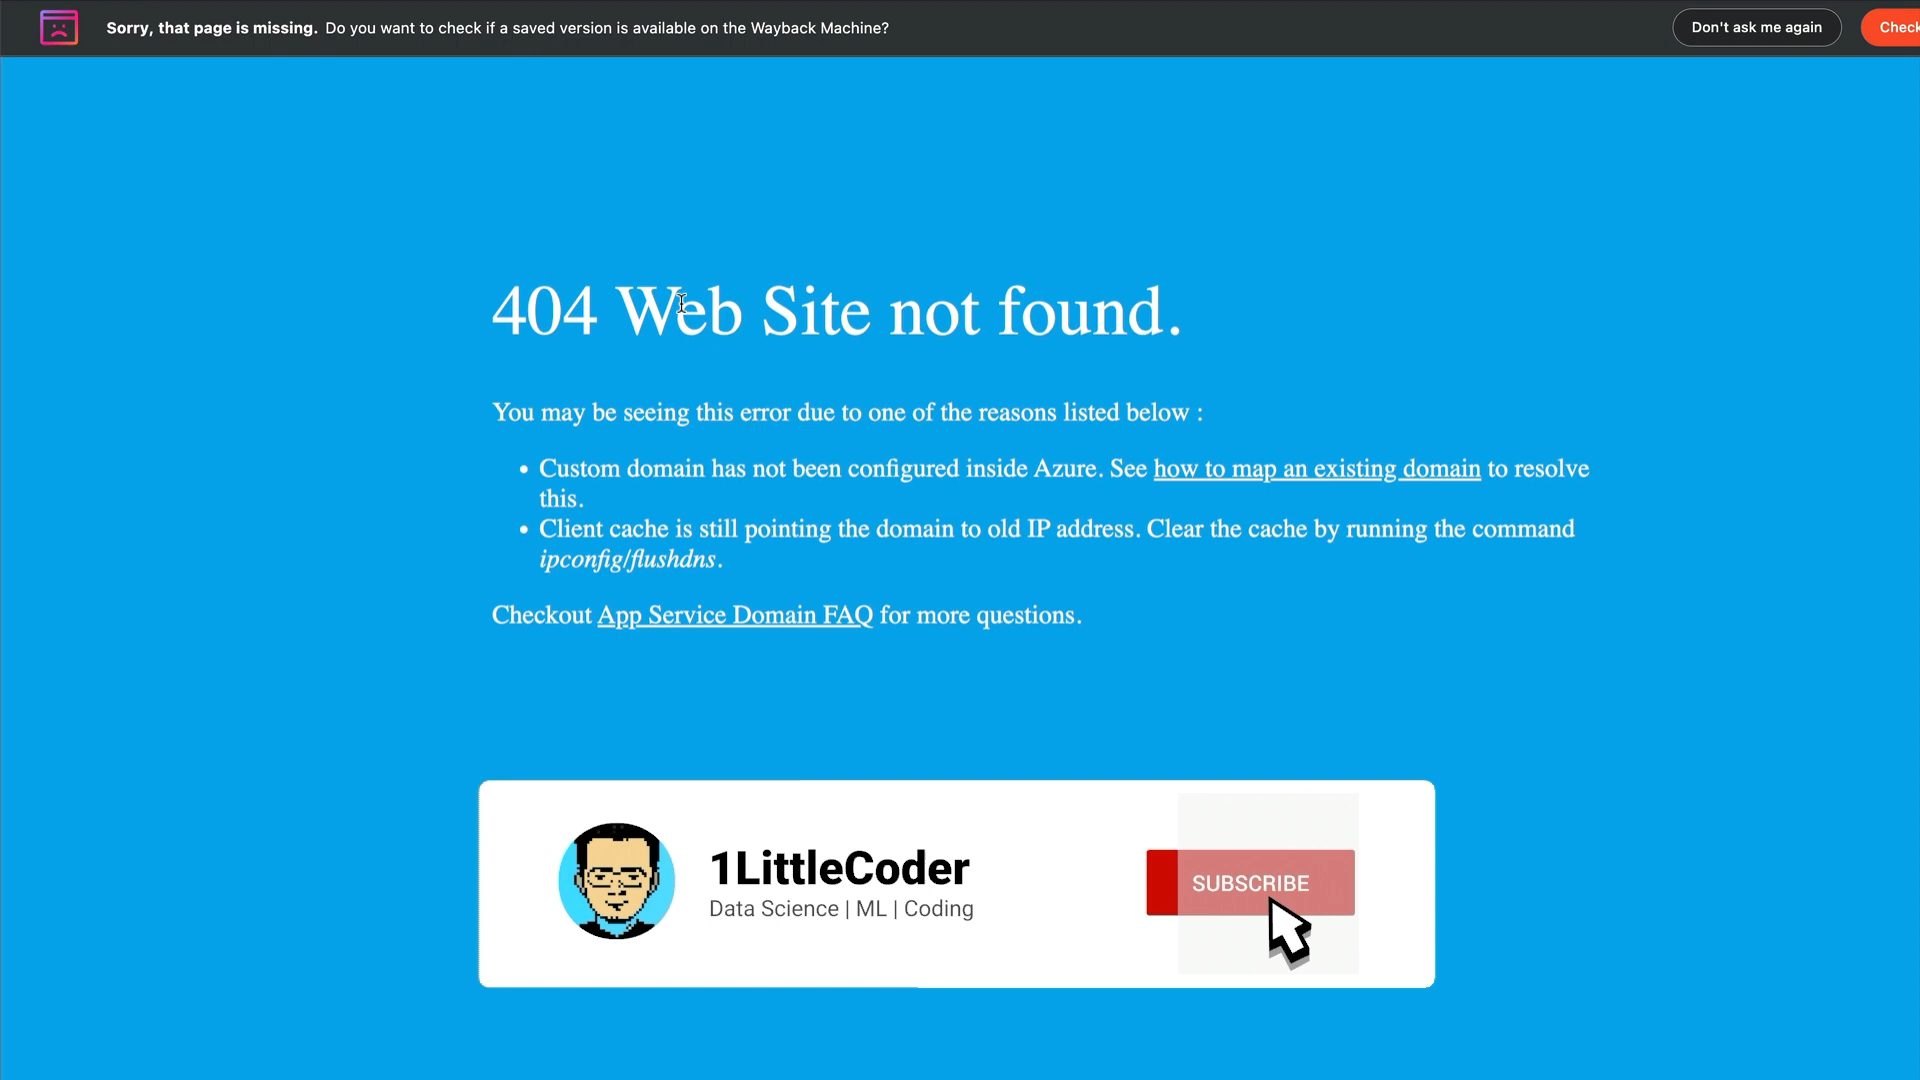 Sorry, that page is missing. Do you want to check if a saved version is available on the Wayback Machine?
Don't ask me again
Check
404 Web Site not found.
You may be seeing this error due to one of the reasons listed below :
• Custom domain has not been configured inside Azure. See how to map an existing domain to resolve
this.
• Client cache is still pointing the domain to old IP address. Clear the cache by running the command
ipconfig/flushdns.
Checkout App Service Domain FAQ for more questions.
1LittleCoder
Data Science | ML | Coding
SUBSCRIBE